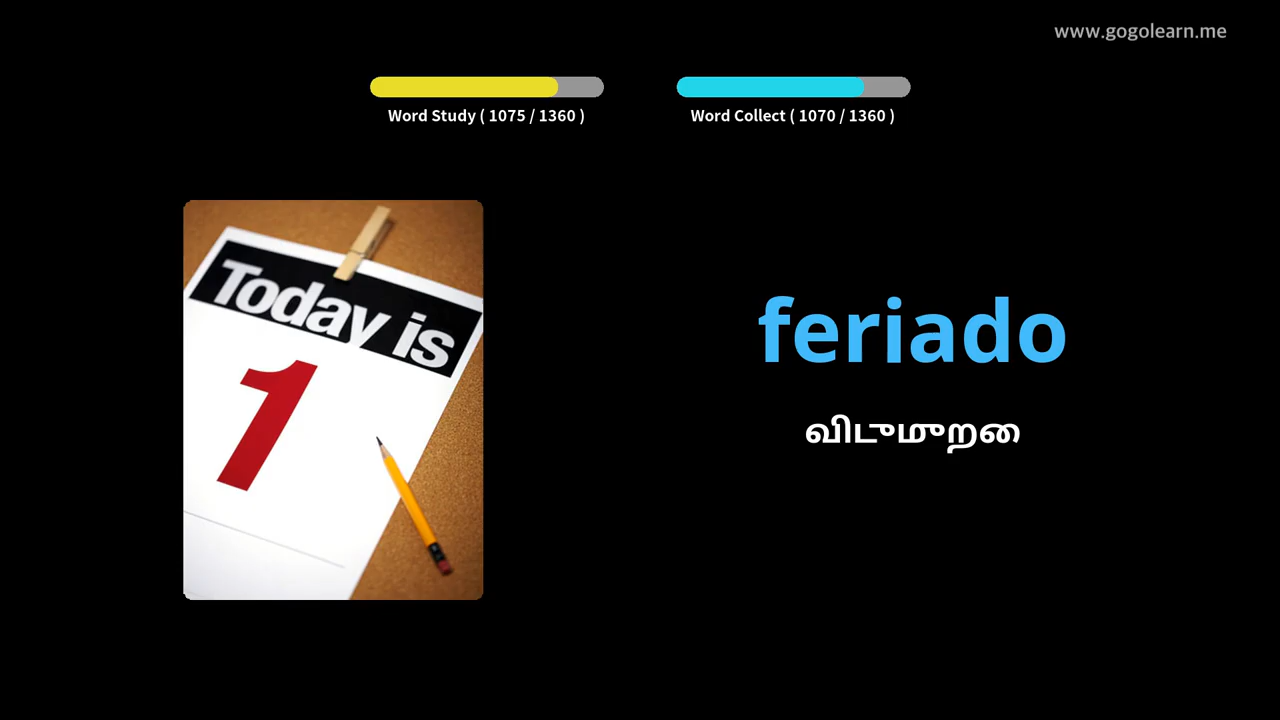 www.gogolearn.me
Word Study ( 1075 / 1360 )
Word Collect ( 1070 / 1360 )
Today is
1
feriado
விடுமுறை